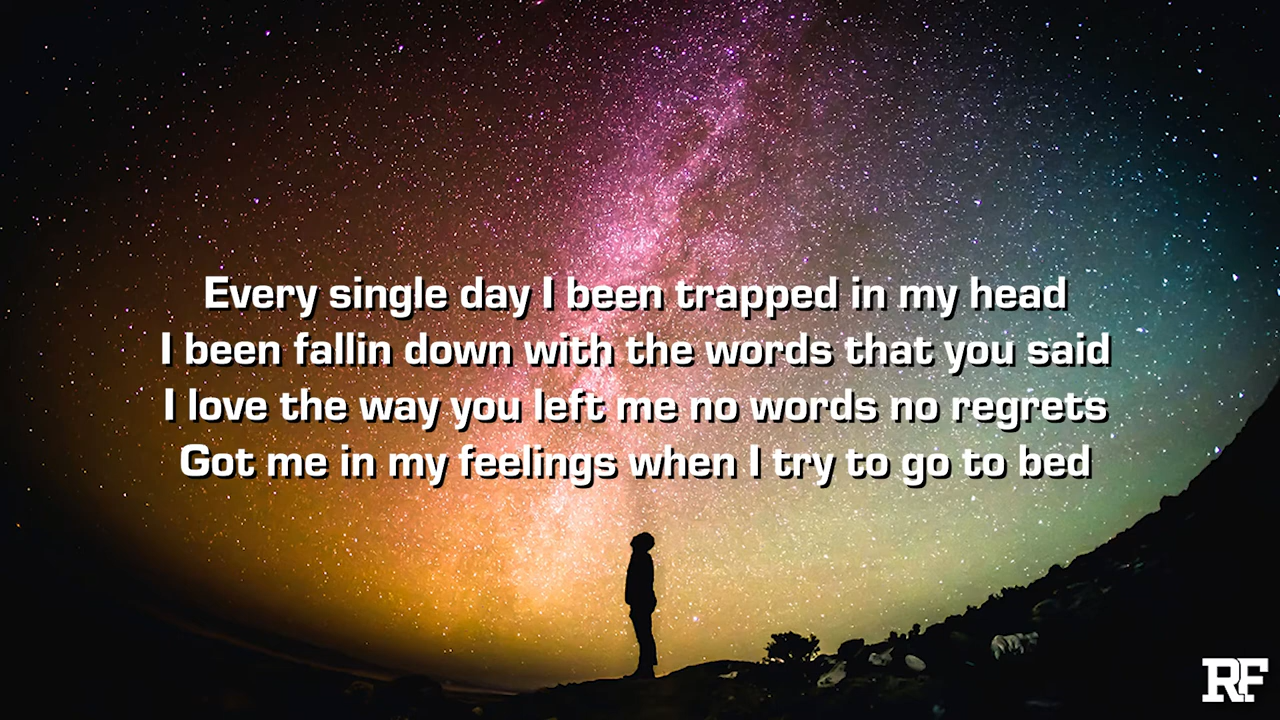 Every single day I been trapped in my head
I been fallin down with the words that you said
I love the way you left me no words no regrets
Got me in my feelings when I try to go to bed
RF